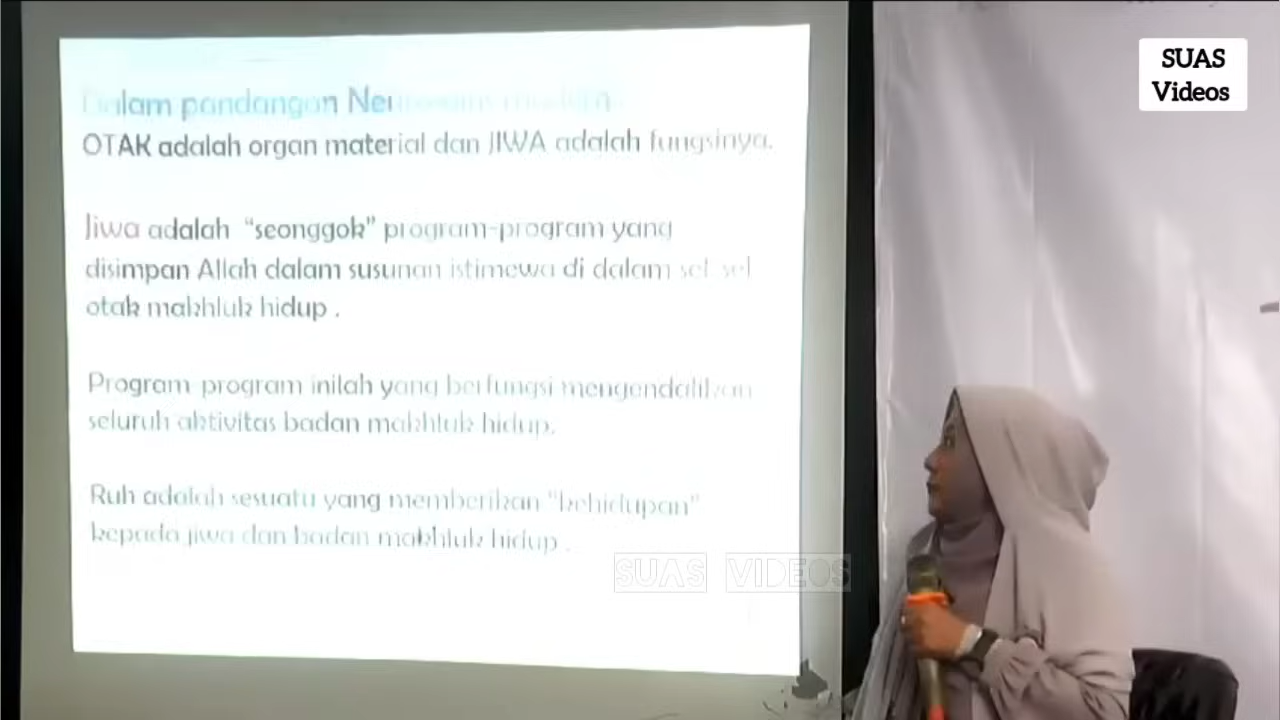 SUAS
Videos
Dalam pandangan
OTAK adalah organ material dan JIWA adalah fungsinya.
Jiwa adalah "seonggok" program-program yang
disimpan Allah dalam susunan istimewa di dalam sel-sel
otak makhluk hidup .
Program-program inilah yang berfungsi mengendalikan
seluruh aktivitas badan makhluk hidup.
Ruh adalah sesuatu yang memberikan "kehidupan"
kepada jiwa dan badan makhluk hidup .
SUAS VIDEOS